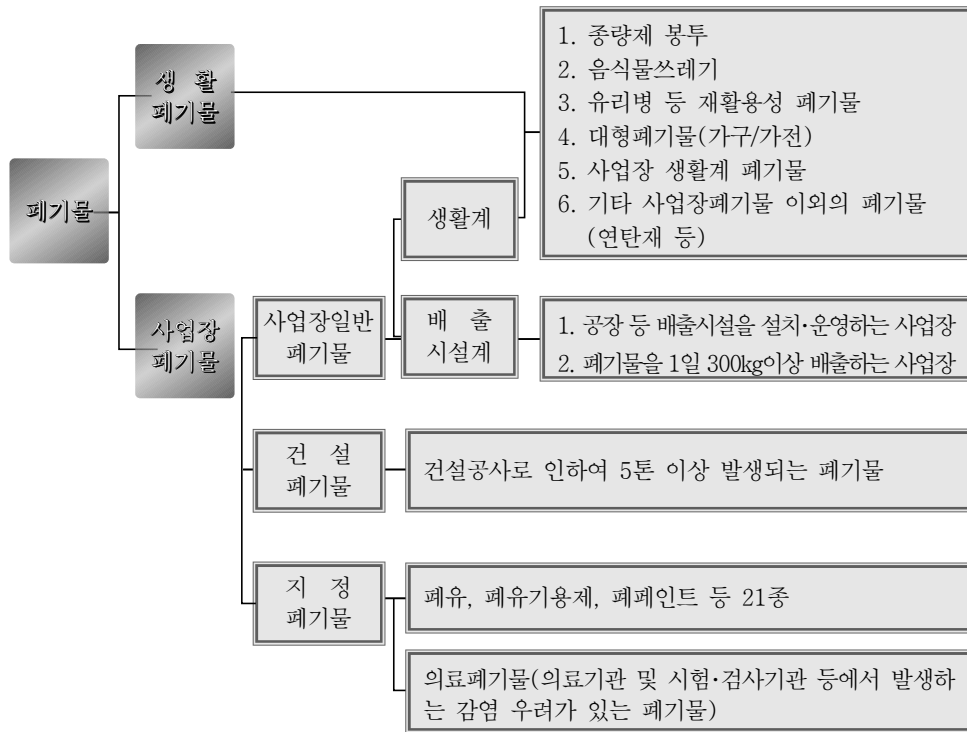 폐기물
생 활
폐기물
1. 종량제 봉투
2. 음식물쓰레기
3. 유리병 등 재활용성 폐기물
4. 대형폐기물(가구/가전)
5. 사업장 생활계 폐기물
6. 기타 사업장폐기물 이외의 폐기물
(연탄재 등)
생활계
사업장
폐기물
사업장일반
폐기물
배 출
시설계
1. 공장 등 배출시설을 설치•운영하는 사업장
2. 폐기물을 1일 300kg이상 배출하는 사업장
건 설
폐기물
건설공사로 인하여 5톤 이상 발생되는 폐기물
지 정
폐기물
폐유, 폐유기용제, 폐페인트 등 21종
의료폐기물(의료기관 및 시험•검사기관 등에서 발생하
는 감염 우려가 있는 폐기물)